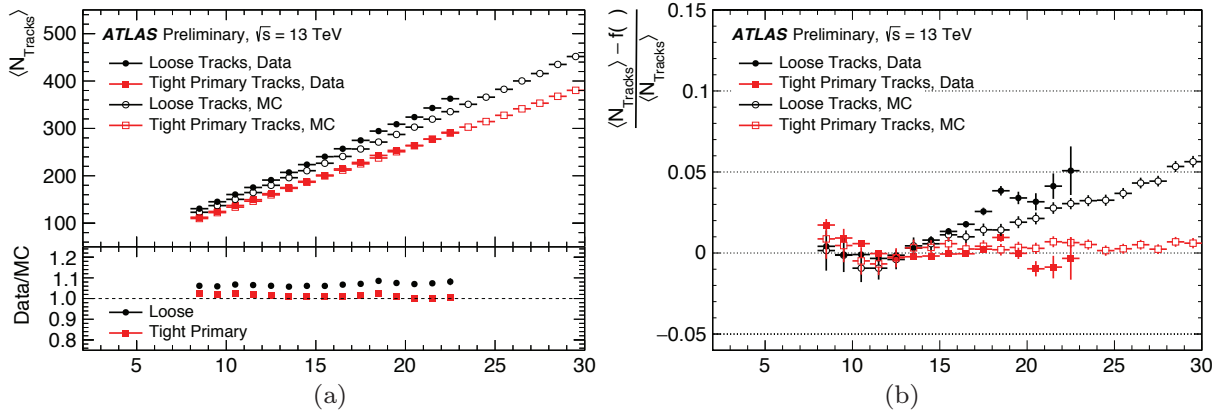 ATLAS Preliminary, √s = 13 TeV
Loose Tracks, Data
Tight Primary Tracks, Data
Loose Tracks, MC
Tight Primary Tracks, MC
⟨N_Tracks⟩
500
400
300
200
100
Data/MC
1.2
1.1
1.0
0.9
0.8
Loose
Tight Primary
5 10 15 20 25 30
(a)
ATLAS Preliminary, √s = 13 TeV
Loose Tracks, Data
Tight Primary Tracks, Data
Loose Tracks, MC
Tight Primary Tracks, MC
⟨N_Tracks⟩ − f( )
⟨N_Tracks⟩
0.15
0.1
0.05
0
−0.05
5 10 15 20 25 30
(b)